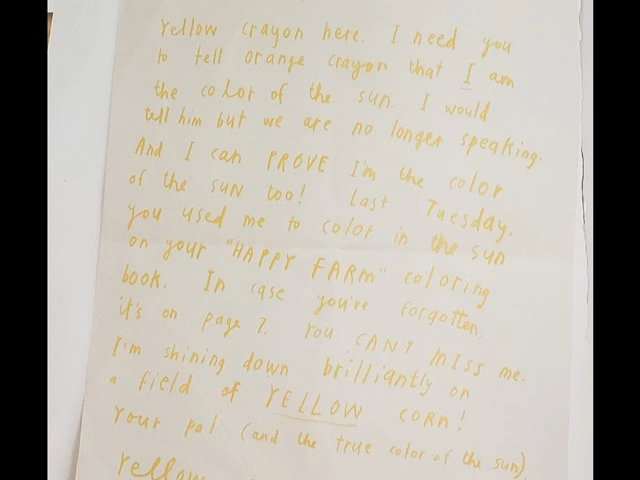 Yellow crayon here. I need you
to tell orange crayon that I am
the color of the sun. I would
tell him but we are no longer speaking.
And I can PROVE I'm the color
of the sun too! Last Tuesday,
you used me to color in the sun
on your "HAPPY FARM" coloring
book. In case you've forgotten,
it's on page 7. You CAN'T MISS me.
I'm shining down brilliantly on
a field of YELLOW CORN!
Your pal (and the true color of the sun)
Yellow